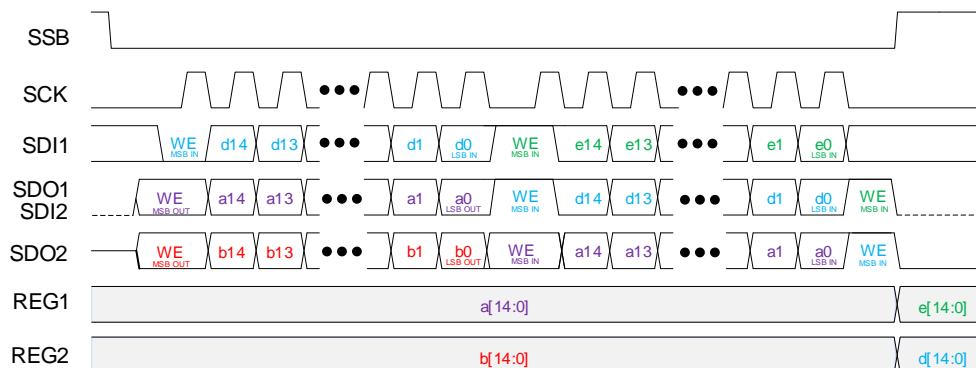 SSB
SCK
●●● ●●●
SDI1 WE MSB IN d14 d13 ●●● d1 d0 LSB IN WE MSB IN e14 e13 ●●● e1 e0 LSB IN
SDO1 SDI2 WE MSB OUT a14 a13 ●●● a1 a0 LSB OUT WE MSB IN d14 d13 ●●● d1 d0 LSB IN WE MSB IN
SDO2 WE MSB OUT b14 b13 ●●● b1 b0 LSB OUT WE MSB IN a14 a13 ●●● a1 a0 LSB IN WE MSB IN
REG1 a[14:0] e[14:0]
REG2 b[14:0] d[14:0]